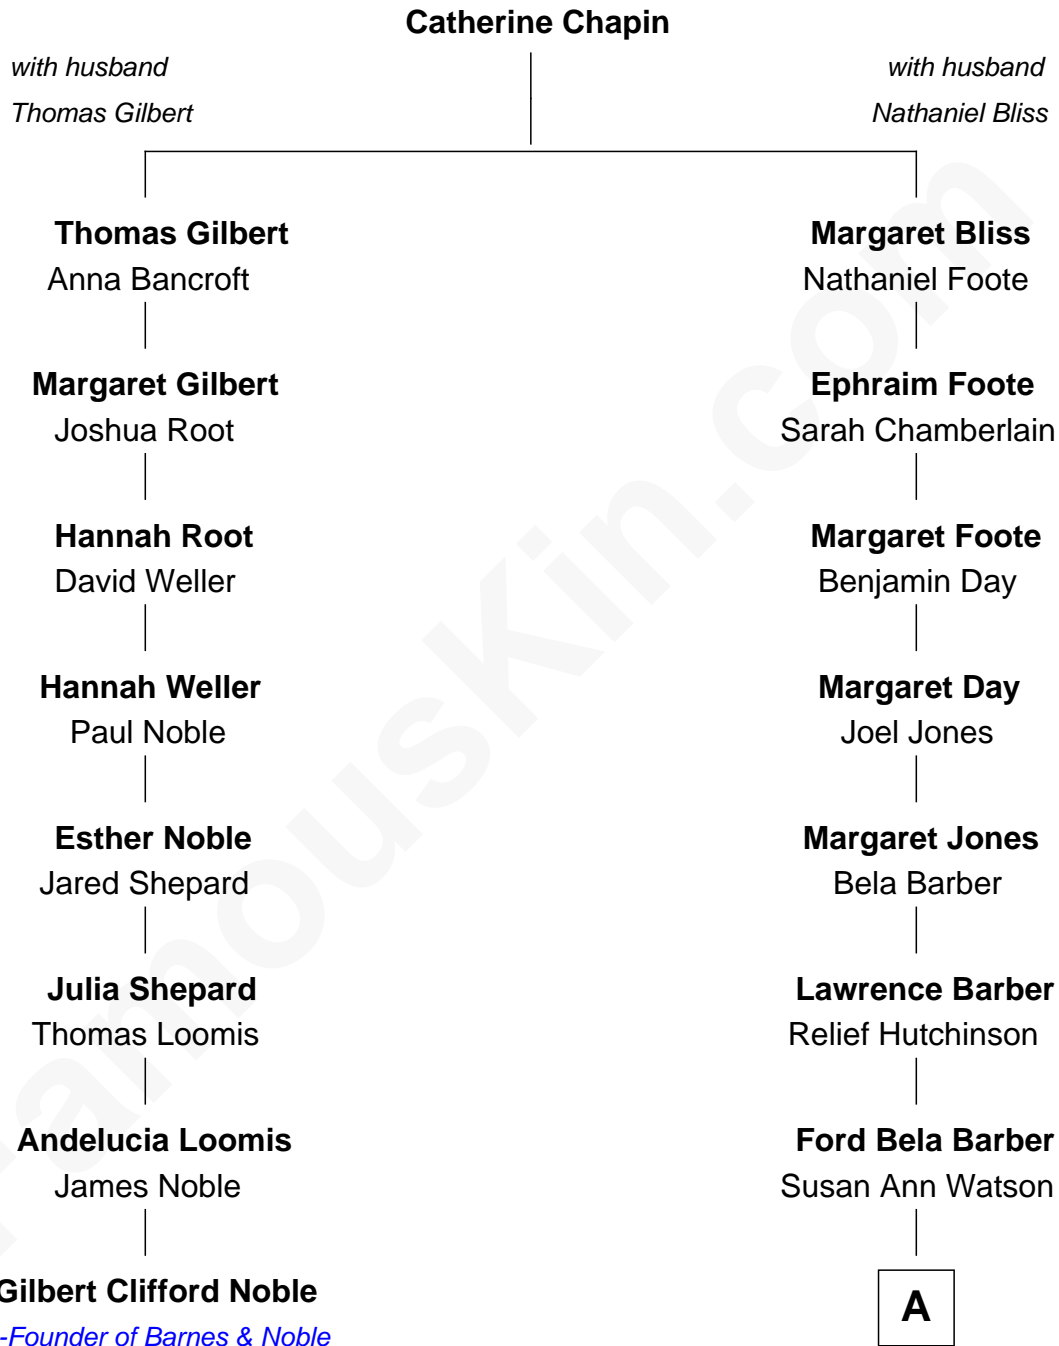 Catherine Chapin
with husband
Thomas Gilbert
with husband
Nathaniel Bliss
Thomas Gilbert
Anna Bancroft
Margaret Bliss
Nathaniel Foote
Margaret Gilbert
Joshua Root
Ephraim Foote
Sarah Chamberlain
Hannah Root
David Weller
Margaret Foote
Benjamin Day
Hannah Weller
Paul Noble
Margaret Day
Joel Jones
Esther Noble
Jared Shepard
Margaret Jones
Bela Barber
Julia Shepard
Thomas Loomis
Lawrence Barber
Relief Hutchinson
Andelucia Loomis
James Noble
Ford Bela Barber
Susan Ann Watson
Gilbert Clifford Noble
-Founder of Barnes & Noble
A
FamousKin.com